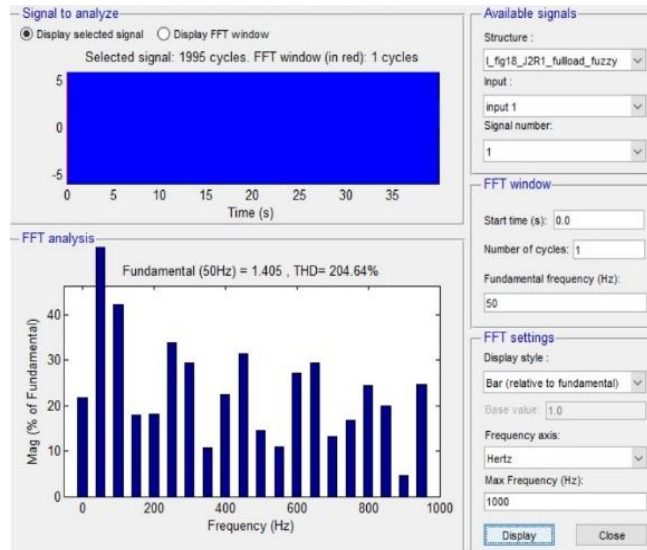 Signal to analyze
Display selected signal
Display FFT window
Selected signal: 1995 cycles. FFT window (in red): 1 cycles
5
0
-5
0 5 10 15 20 25 30 35
Time (s)
FFT analysis
Fundamental (50Hz) = 1.405 , THD= 204.64%
Mag (% of Fundamental)
40
30
20
10
0
0 200 400 600 800 1000
Frequency (Hz)
Available signals
Structure :
I_fig18_J2R1_fullload_fuzzy
Input :
input 1
Signal number:
1
FFT window
Start time (s): 0.0
Number of cycles: 1
Fundamental frequency (Hz):
50
FFT settings
Display style :
Bar (relative to fundamental)
Base value: 1.0
Frequency axis:
Hertz
Max Frequency (Hz):
1000
Display
Close